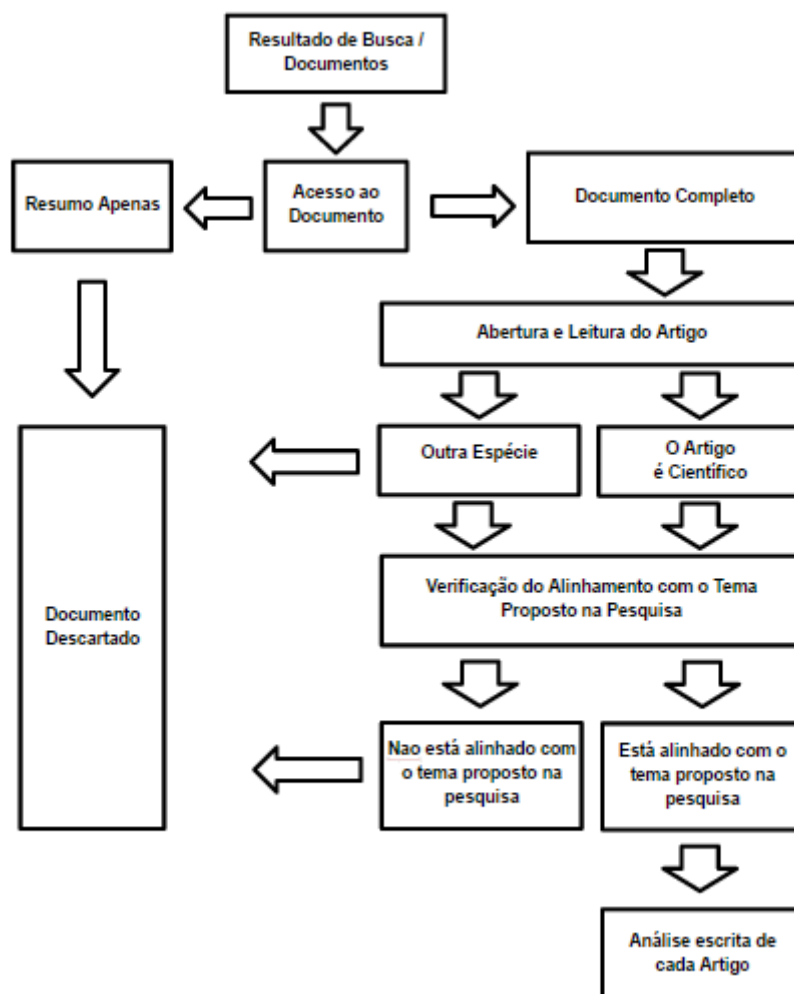 Resultado de Busca /
Documentos
Resumo Apenas
Acesso ao
Documento
Documento Completo
Abertura e Leitura do Artigo
Outra Espécie
O Artigo
é Científico
Verificação do Alinhamento com o Tema
Proposto na Pesquisa
Documento
Descartado
Nao está alinhado com
o tema proposto na
pesquisa
Está alinhado com o
tema proposto na
pesquisa
Análise escrita de
cada Artigo